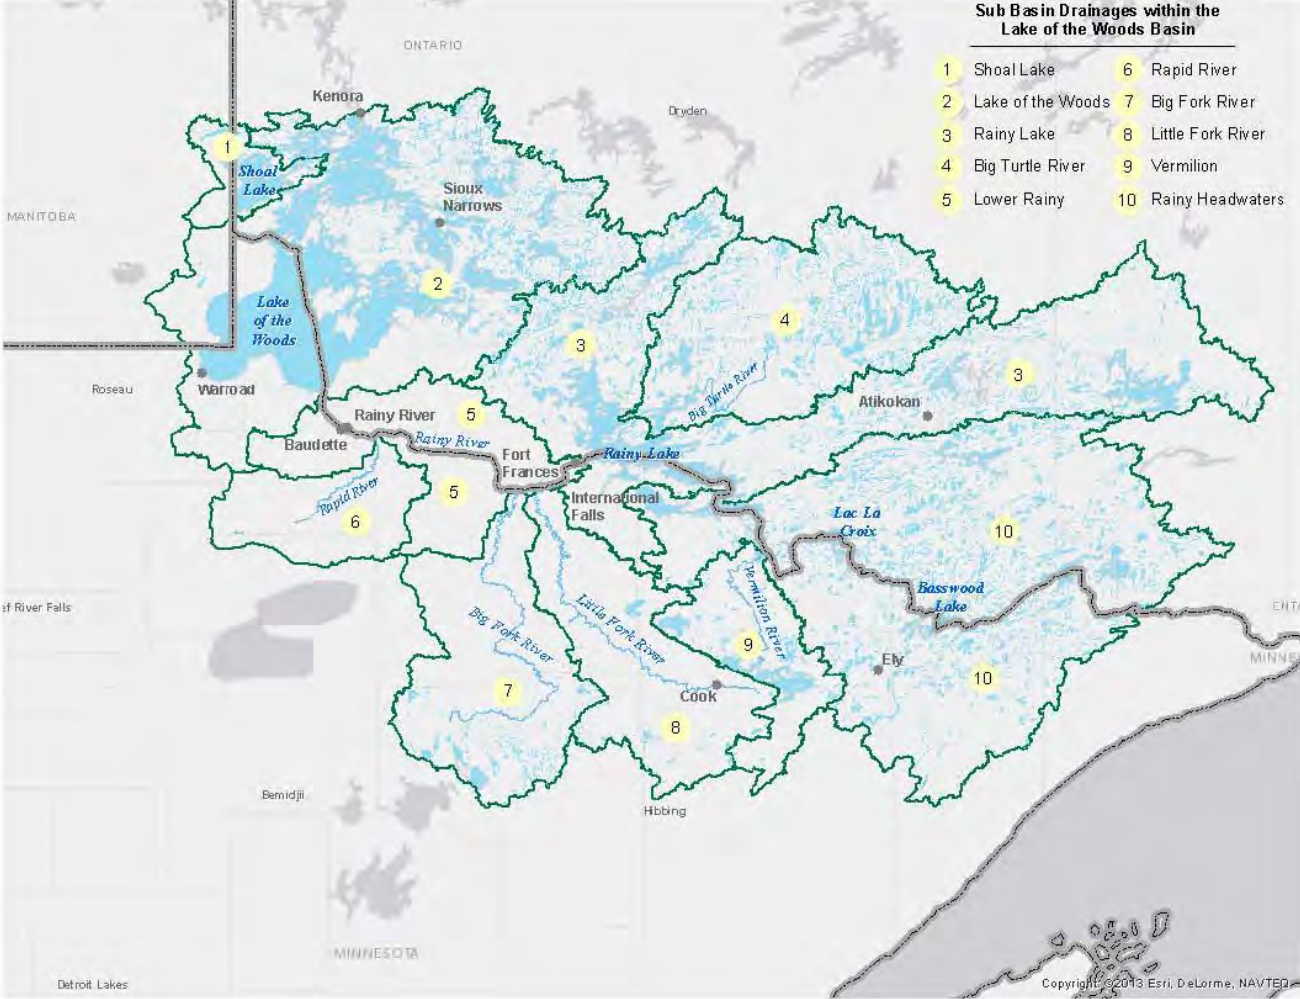 Sub Basin Drainages within the
Lake of the Woods Basin
1 Shoal Lake
2 Lake of the Woods
3 Rainy Lake
4 Big Turtle River
5 Lower Rainy
6 Rapid River
7 Big Fork River
8 Little Fork River
9 Vermilion
10 Rainy Headwaters
ONTARIO
Kenora
Dryden
1
Shoal
Lake
Sioux
Narrows
MANITOBA
2
Lake
of the
Woods
3
4
3
Big Turtle River
Roseau
Warroad
Atikokan
Rainy River
5
Baudette
Rainy River
Fort
Frances
Rainy Lake
Rapid River
5
International
Falls
6
Lac La
Croix
10
Vermilion River
Basswood
Lake
ef River Falls
Little Fork River
Big Fork River
ENT
9
Ely
MINNE
7
Cook
10
8
Bemidji
Hibbing
MINNESOTA
Detroit Lakes
Copyright: ©2013 Esri, DeLorme, NAVTEQ